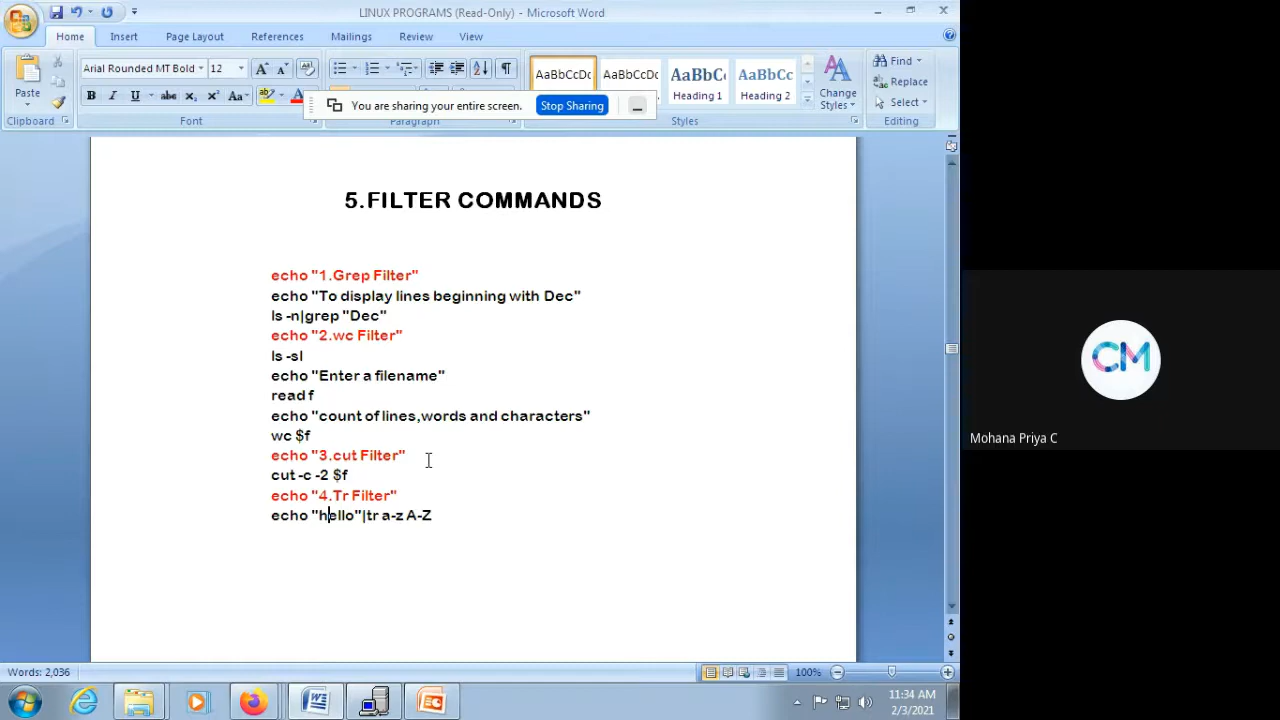 LINUX PROGRAMS (Read-Only) - Microsoft Word
Home Insert Page Layout References Mailings Review View
Paste
Clipboard
Arial Rounded MT Bold 12
Font
Paragraph
You are sharing your entire screen. Stop Sharing
AaBbCcDc AaBbCcDc AaBbC AaBbCc
Heading 1 Heading 2
Change Styles
Styles
Find
Replace
Select
Editing
5.FILTER COMMANDS
echo "1.Grep Filter"
echo "To display lines beginning with Dec"
ls -n|grep "Dec"
echo "2.wc Filter"
ls -sl
echo "Enter a filename"
read f
echo "count of lines,words and characters"
wc $f
echo "3.cut Filter"
cut -c -2 $f
echo "4.Tr Filter"
echo "hello"|tr a-z A-Z
CM
Mohana Priya C
Words: 2,036
100%
11:34 AM
2/3/2021